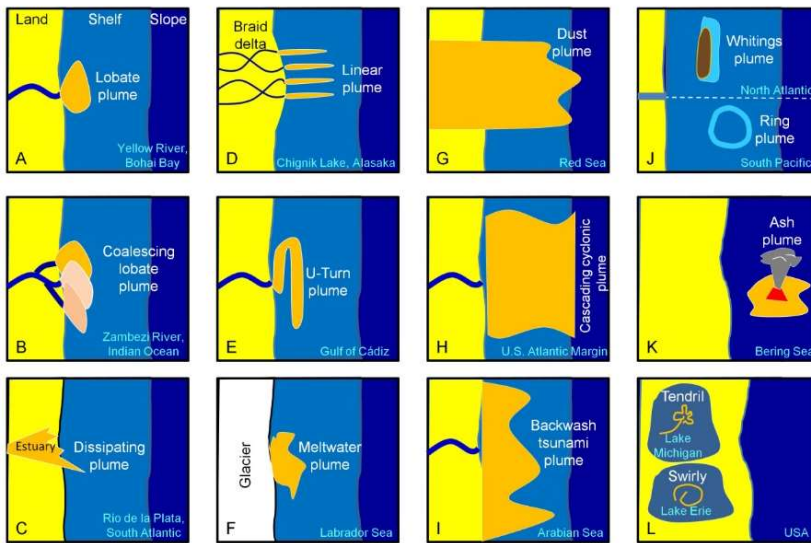 Land
Shelf
Slope
Lobate
plume
A
Yellow River,
Bohai Bay
Braid
delta
Linear
plume
D
Chignik Lake, Alasaka
Dust
plume
G
Red Sea
Whitings
plume
North Atlantic
Ring
plume
J
South Pacific
Coalescing
lobate
plume
B
Zambezi River,
Indian Ocean
U-Turn
plume
E
Gulf of Cádiz
Cascading cyclonic
plume
H
U.S. Atlantic Margin
Ash
plume
K
Bering Sea
Estuary
Dissipating
plume
C
Rio de la Plata,
South Atlantic
Glacier
Meltwater
plume
F
Labrador Sea
Backwash
tsunami
plume
I
Arabian Sea
Tendril
Lake
Michigan
Swirly
Lake Erie
L
USA